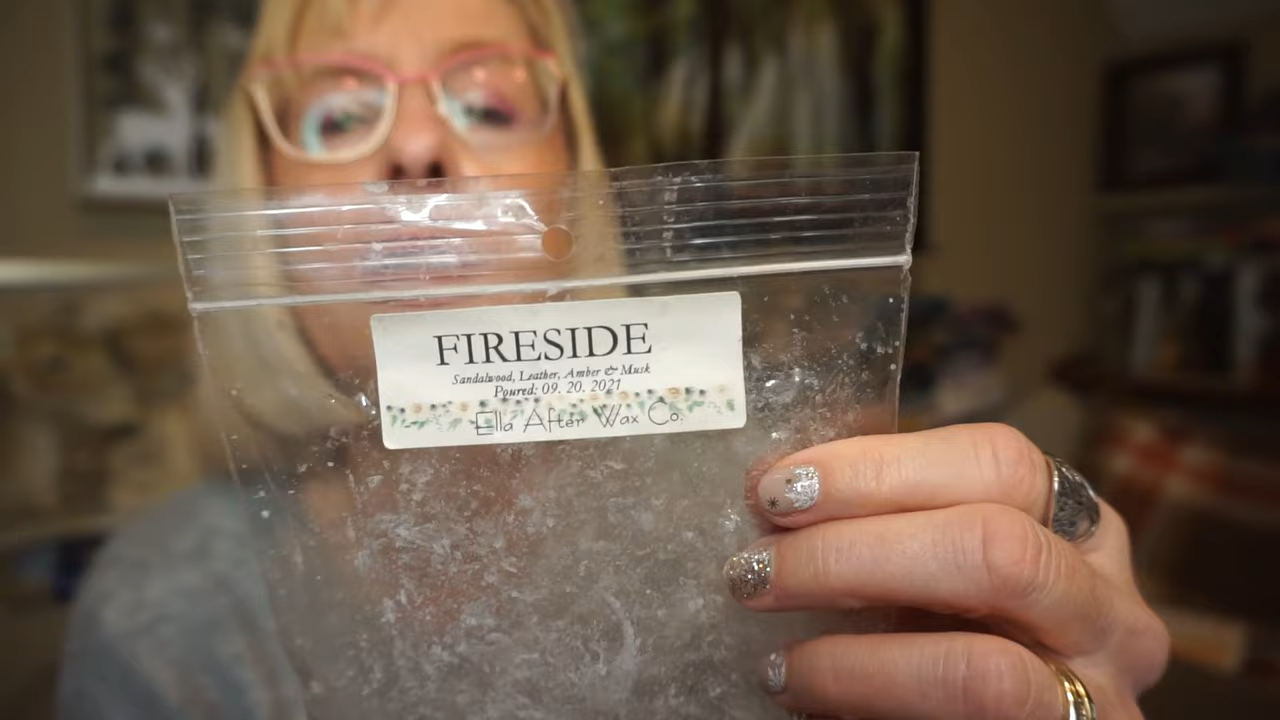 FIRESIDE
Sandalwood, Leather, Amber & Musk
Poured: 09. 20. 2021
Ella After Wax Co.